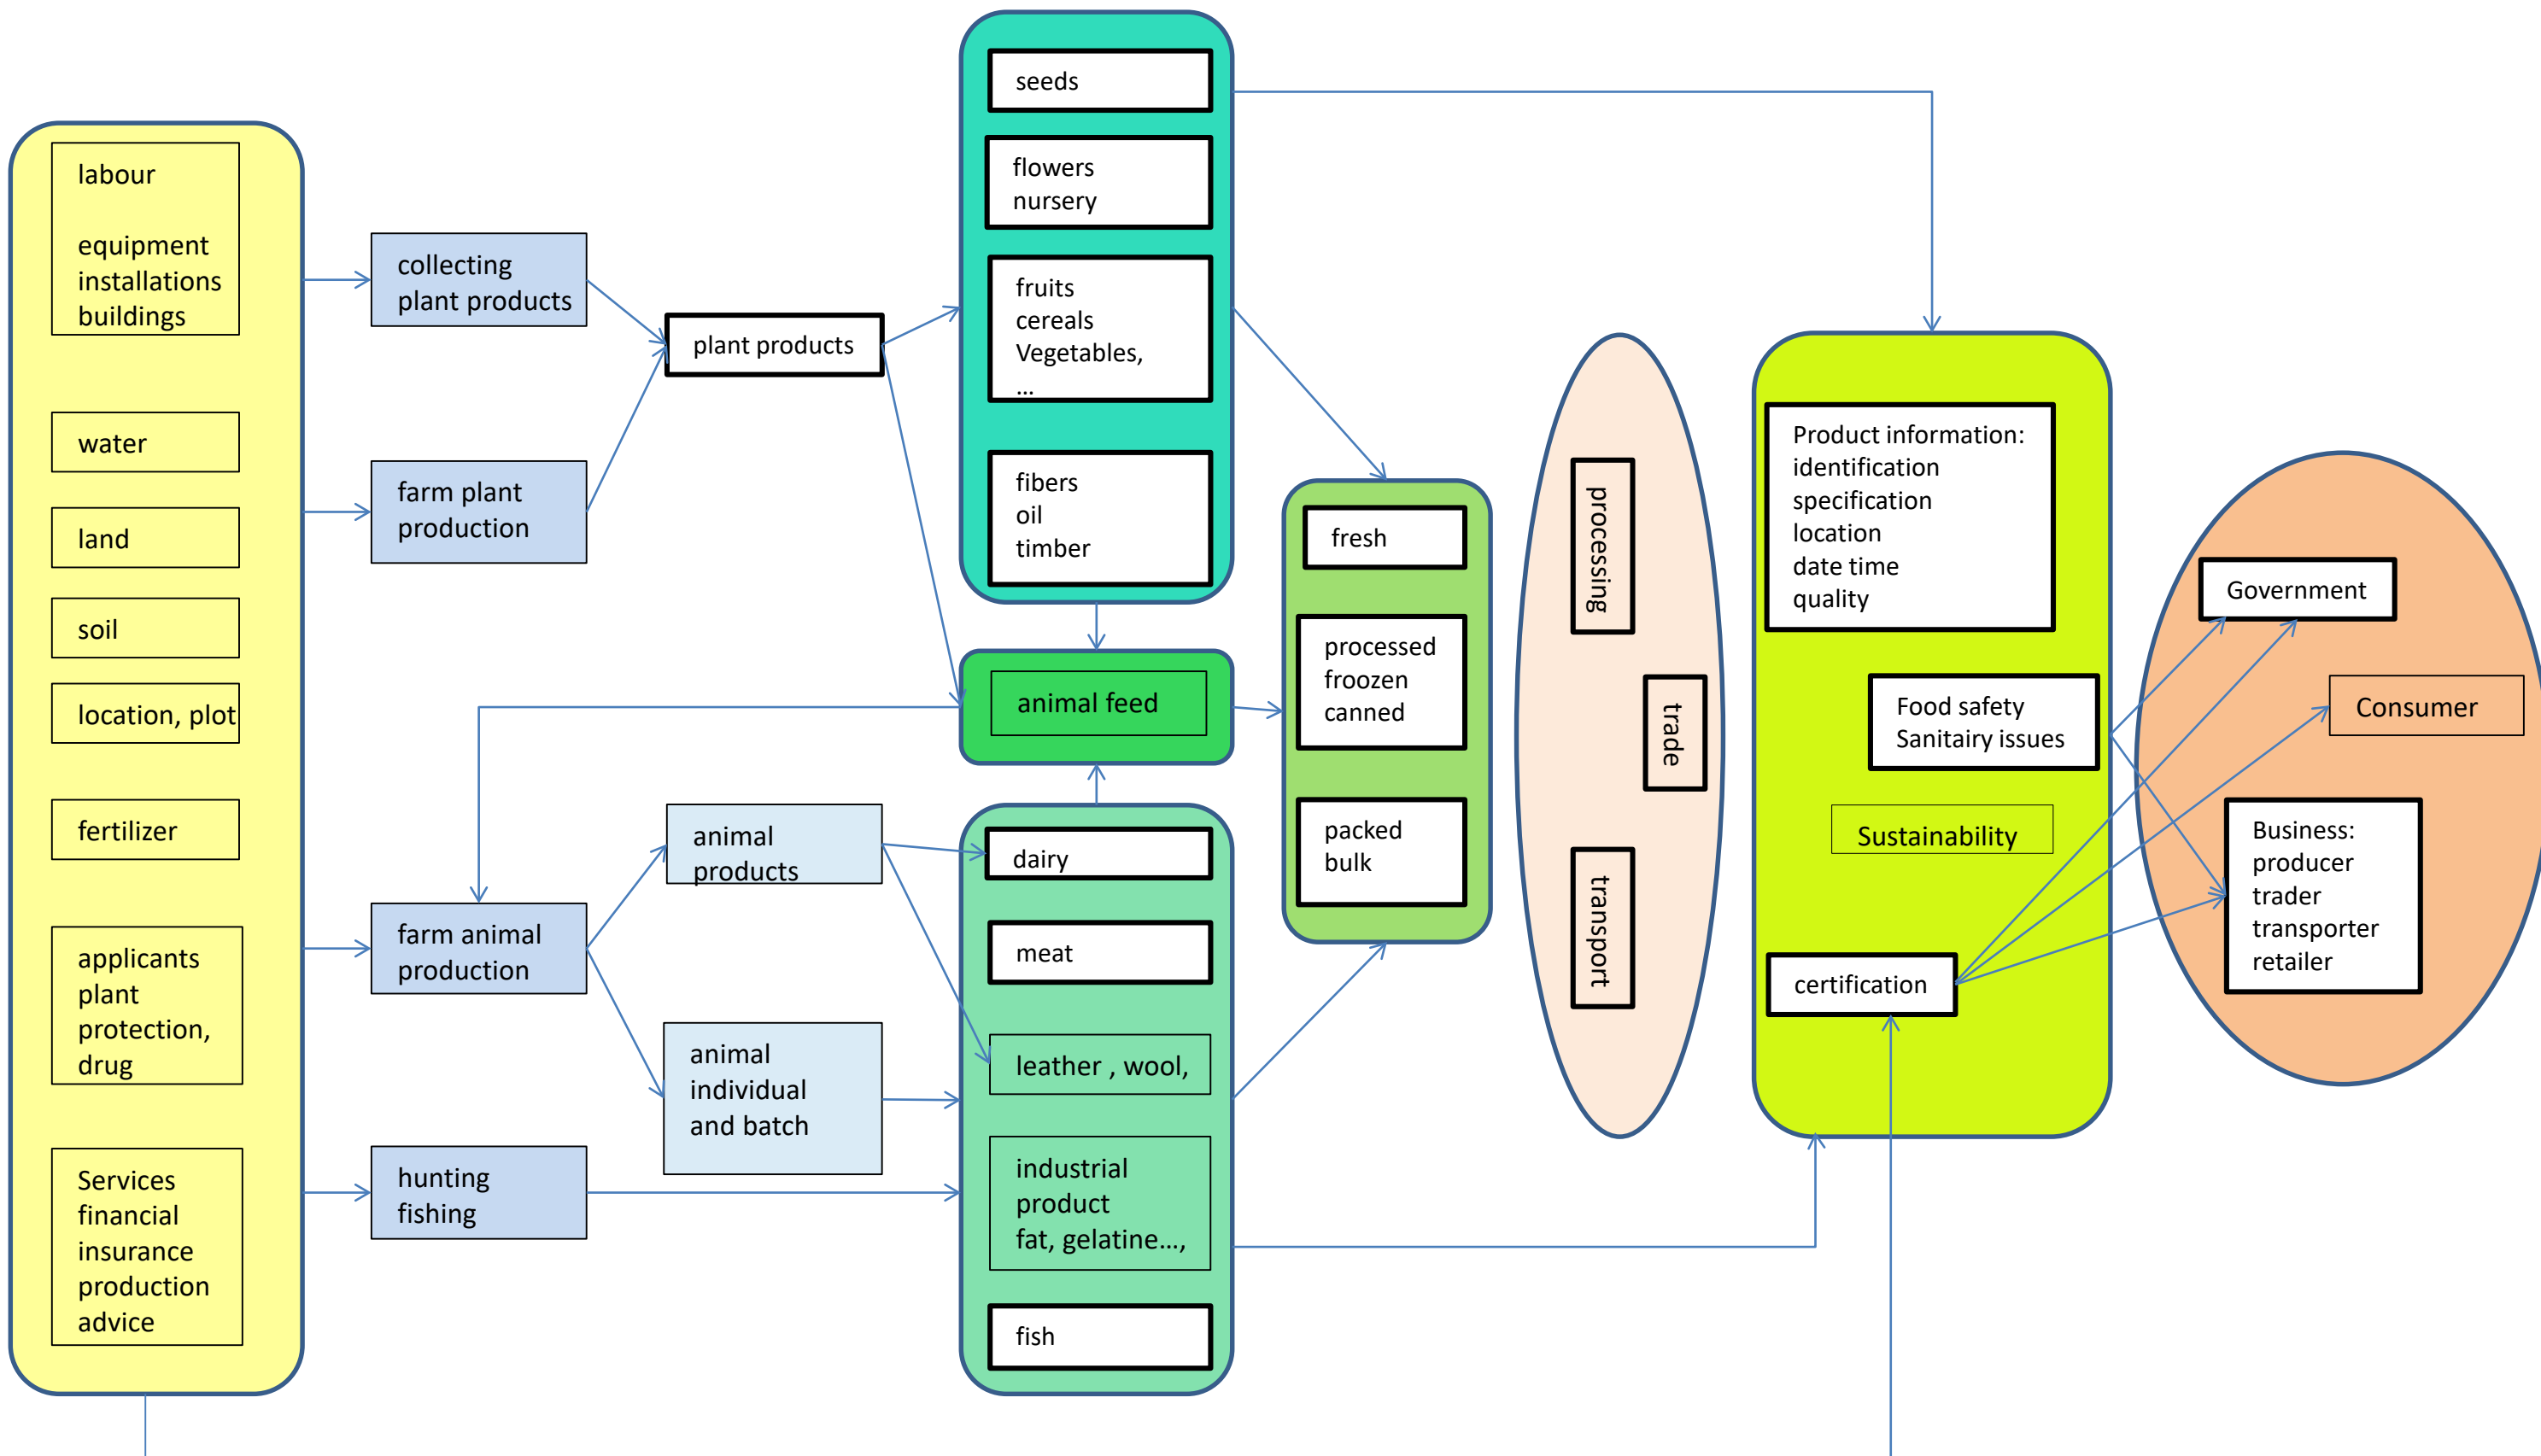 labour
equipment
installations
buildings
water
land
soil
location, plot
fertilizer
applicants
plant
protection,
drug
Services
financial
insurance
production
advice
collecting
plant products
farm plant
production
farm animal
production
hunting
fishing
plant products
animal
products
animal
individual
and batch
seeds
flowers
nursery
fruits
cereals
Vegetables,
...
fibers
oil
timber
animal feed
dairy
meat
leather , wool,
industrial
product
fat, gelatine...,
fish
fresh
processed
froozen
canned
packed
bulk
processing
trade
transport
Product information:
identification
specification
location
date time
quality
Food safety
Sanitairy issues
Sustainability
certification
Government
Consumer
Business:
producer
trader
transporter
retailer